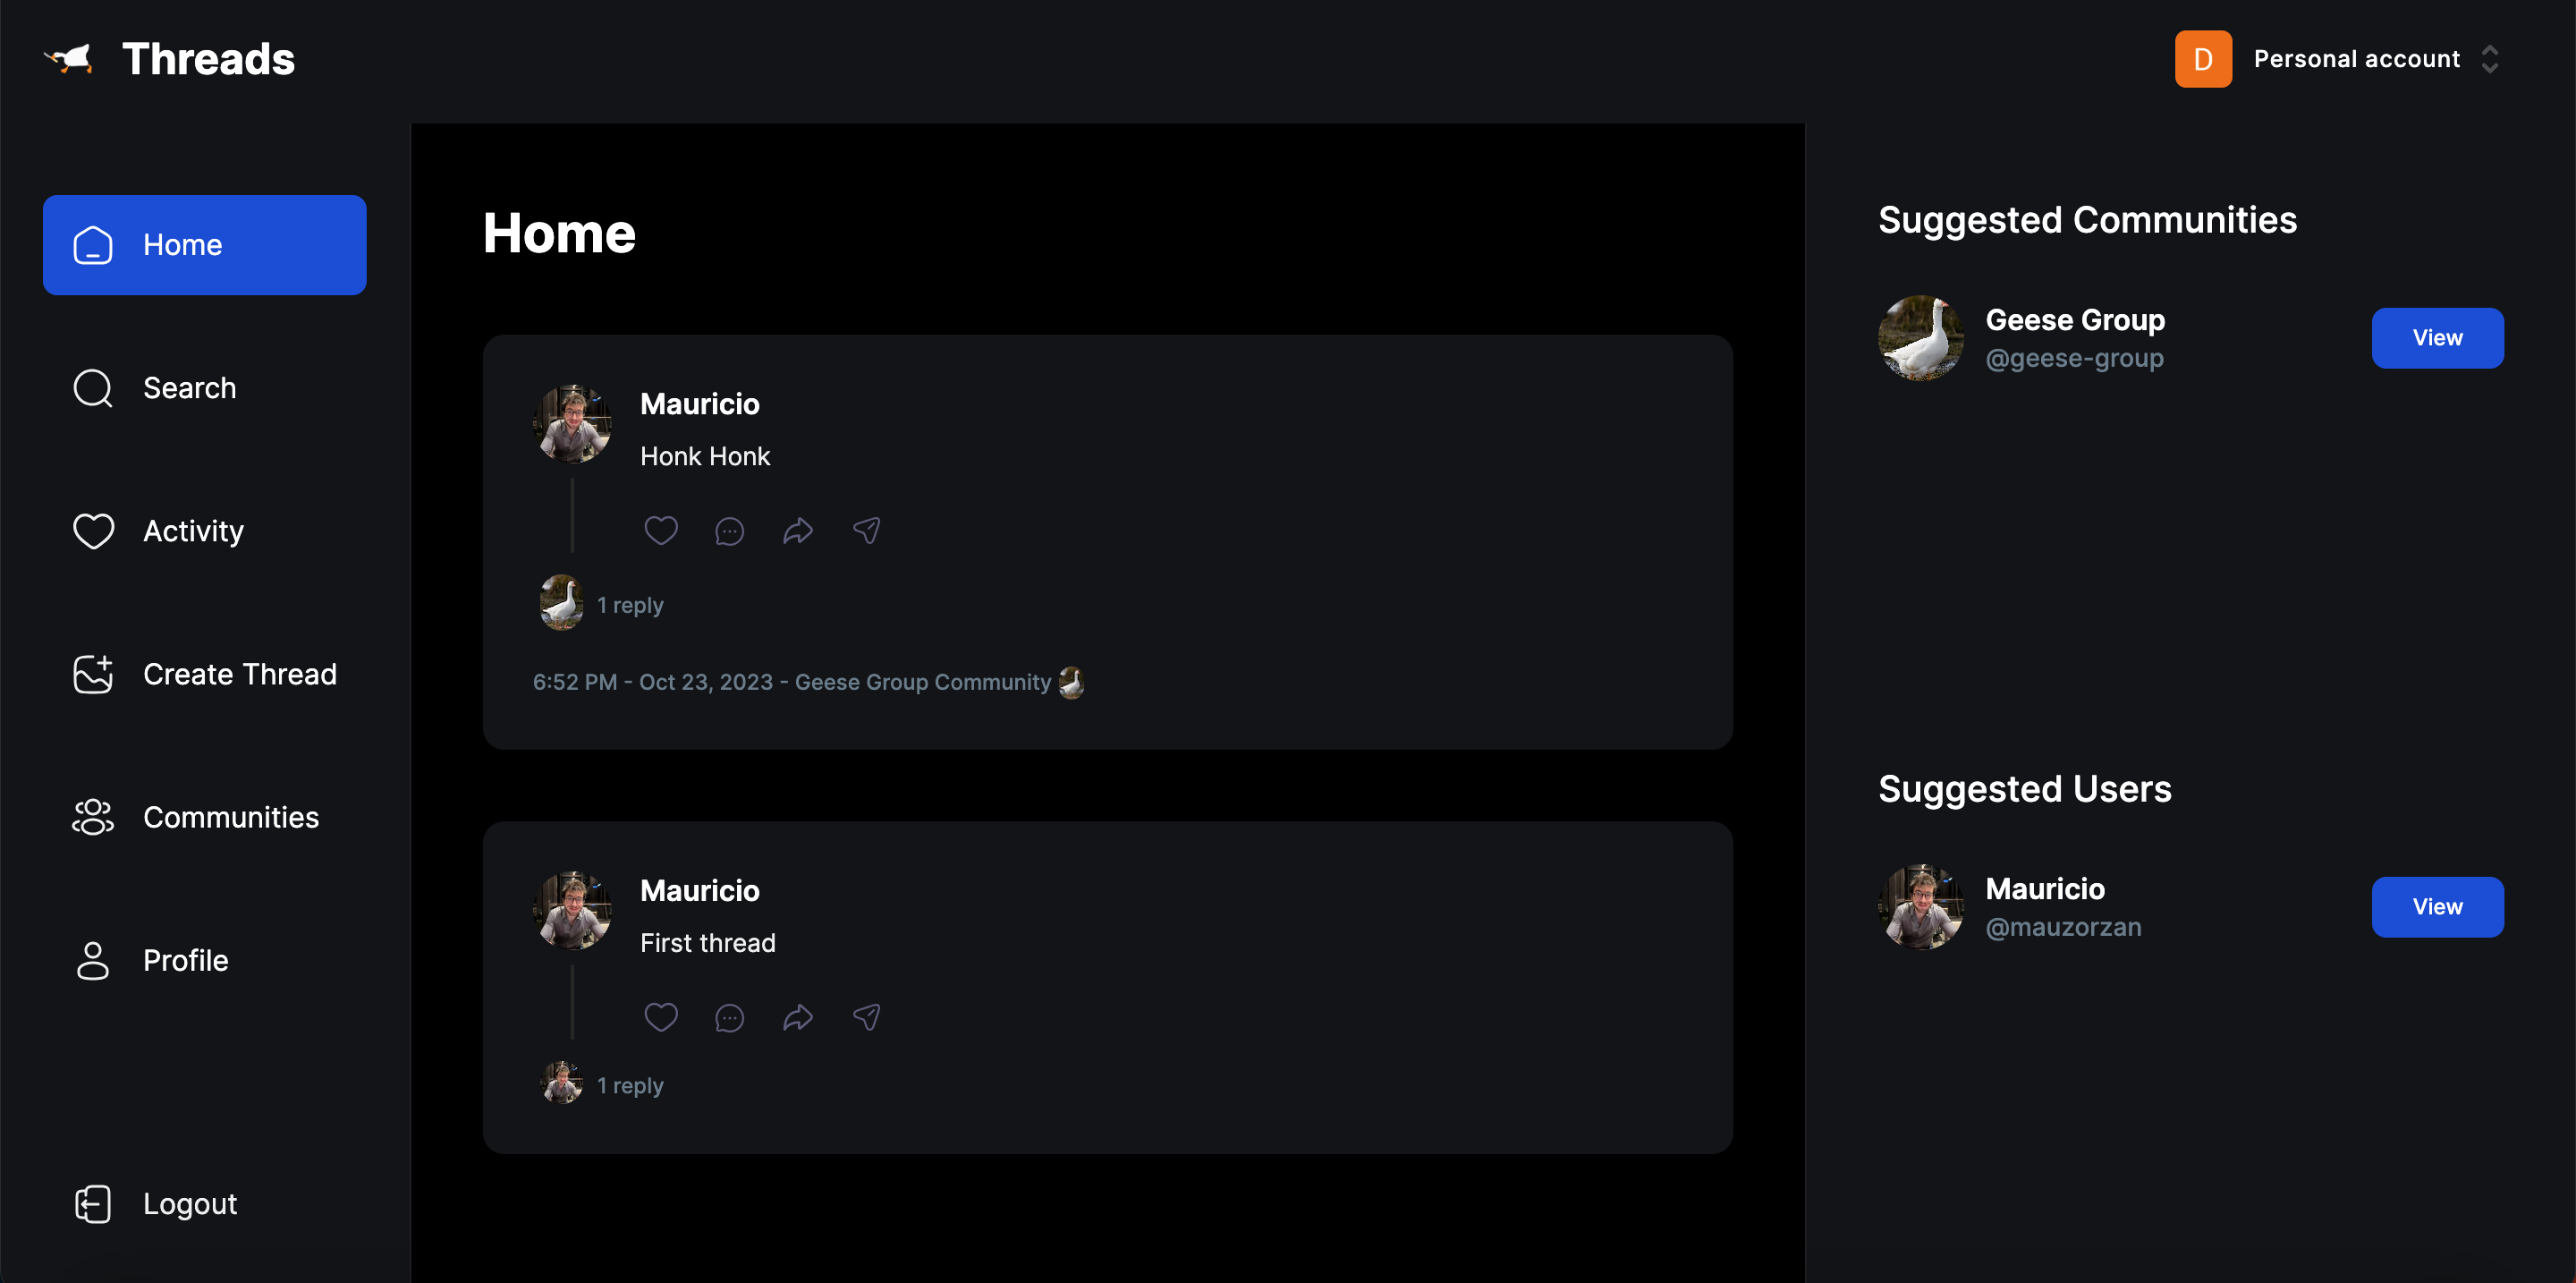 Threads
D Personal account
Home
Search
Activity
Create Thread
Communities
Profile
Logout
Home
Mauricio
Honk Honk
1 reply
6:52 PM - Oct 23, 2023 - Geese Group Community
Mauricio
First thread
1 reply
Suggested Communities
Geese Group
@geese-group
View
Suggested Users
Mauricio
@mauzorzan
View